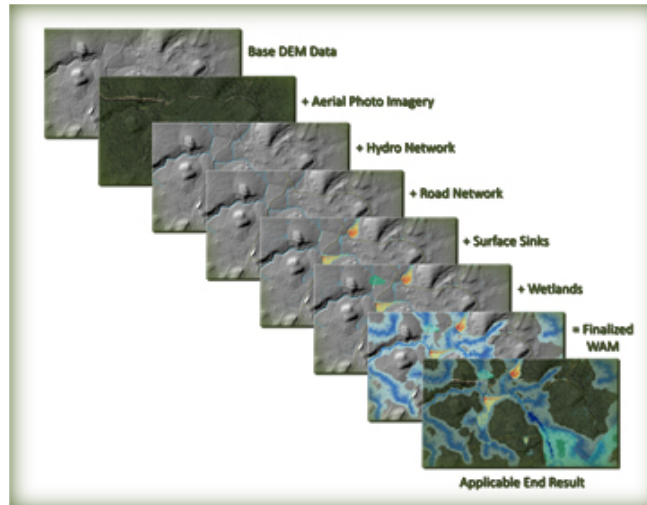 Base DEM Data
+ Aerial Photo Imagery
+ Hydro Network
+ Road Network
+ Surface Sinks
+ Wetlands
= Finalized
WAM
Applicable End Result